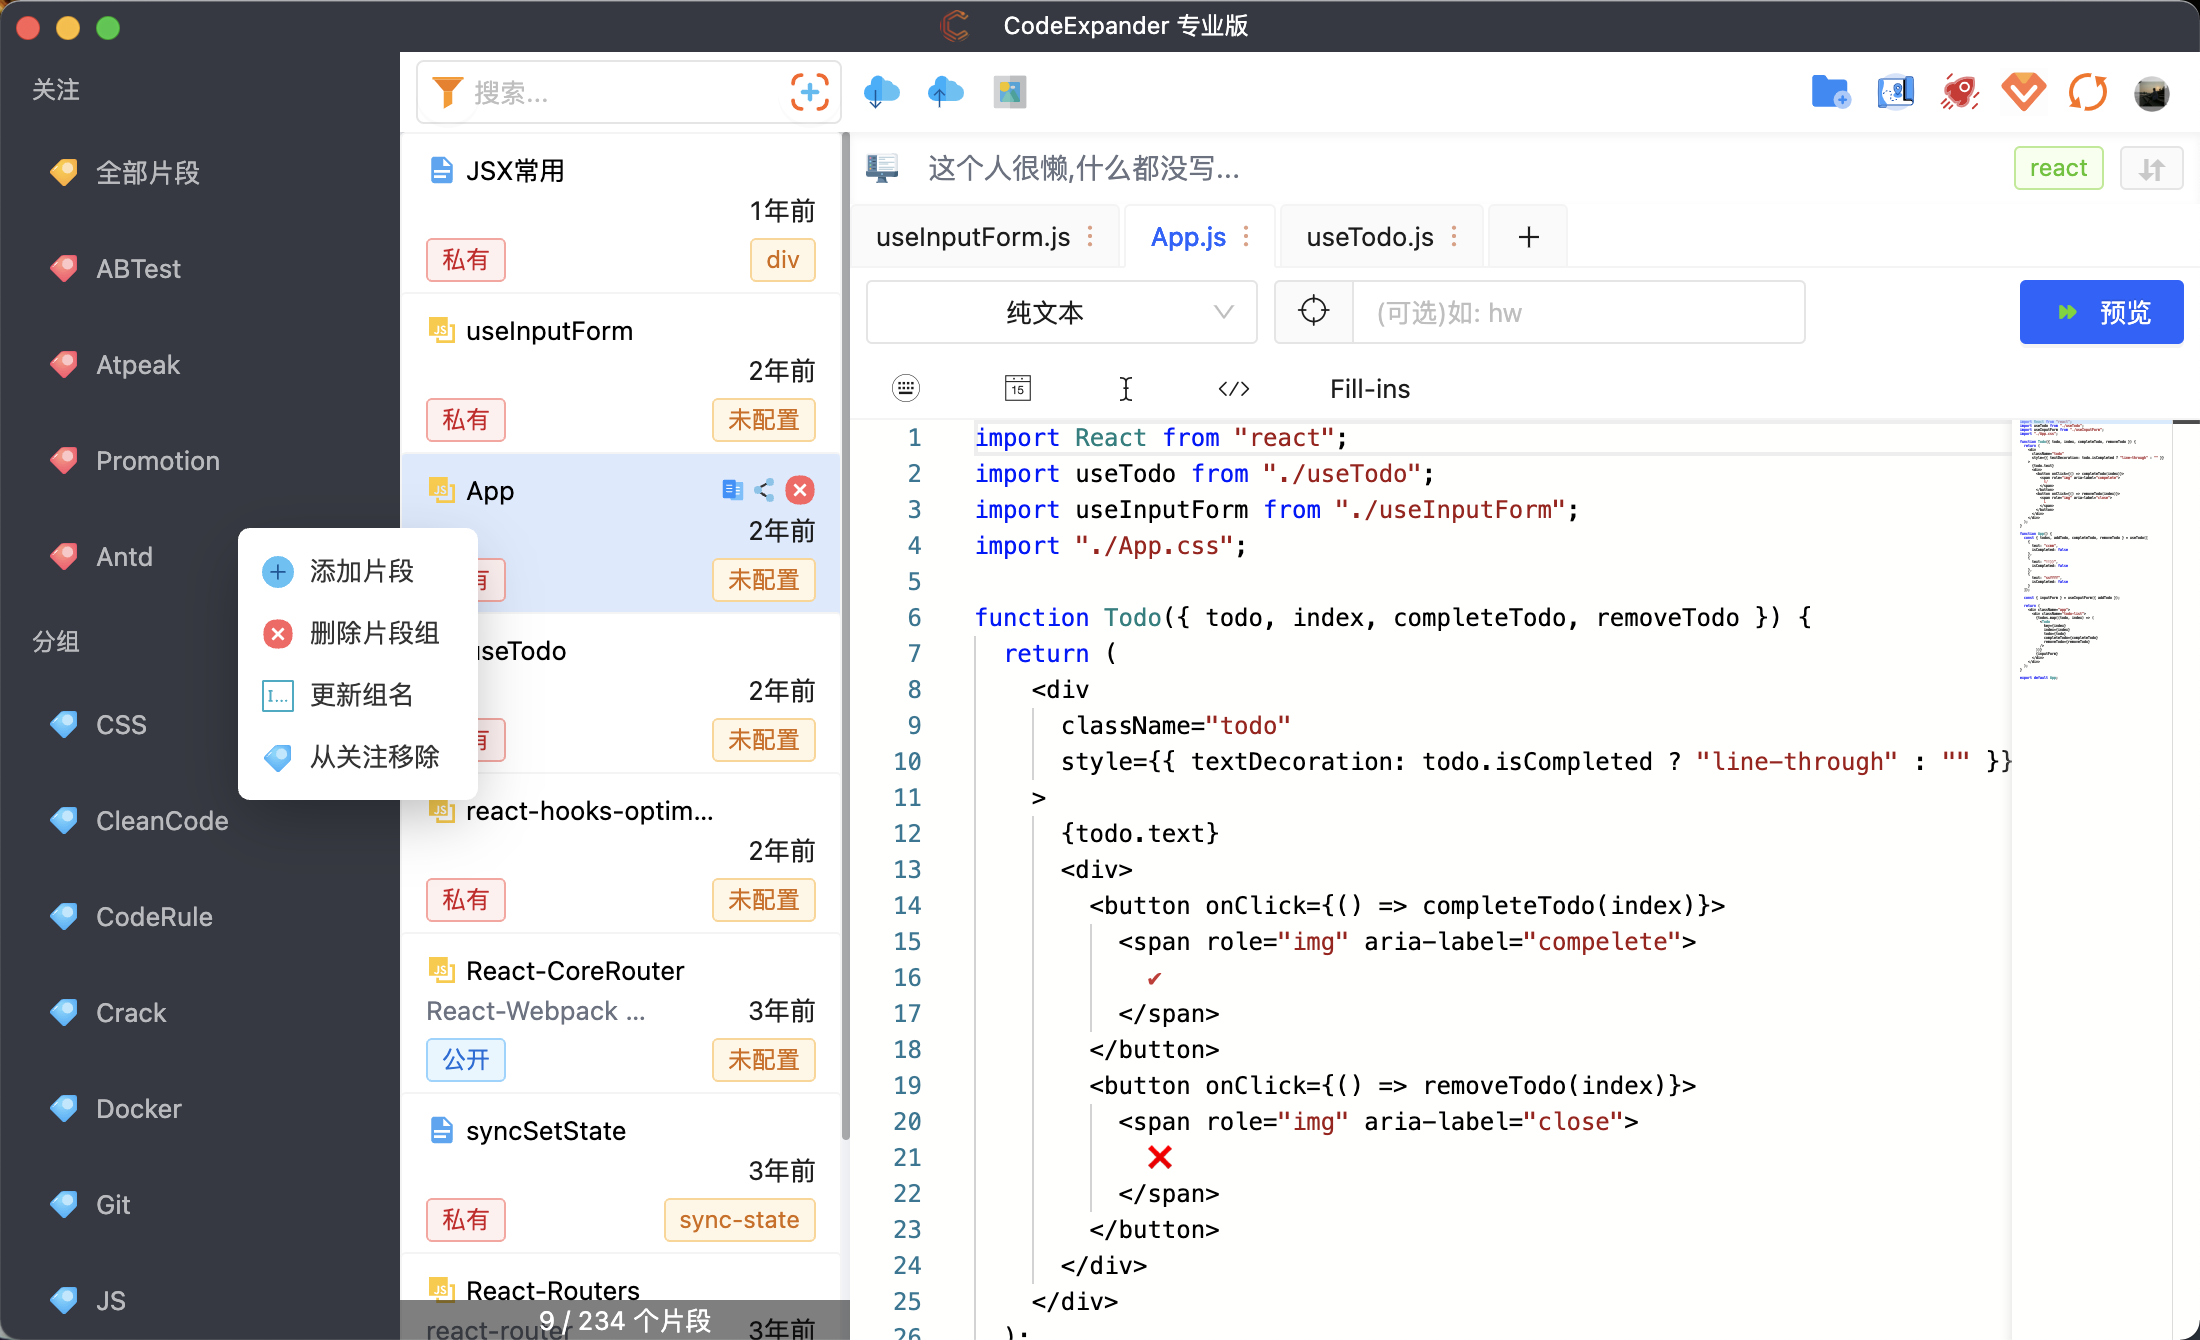 CodeExpander 专业版
关注
全部片段
ABTest
Atpeak
Promotion
Antd
分组
CSS
CleanCode
CodeRule
Crack
Docker
Git
JS
添加片段
删除片段组
更新组名
从关注移除
搜索...
JSX常用
1年前
私有
div
useInputForm
2年前
私有
未配置
App
2年前
有
未配置
useTodo
2年前
有
未配置
react-hooks-optim...
2年前
私有
未配置
React-CoreRouter
React-Webpack ...
3年前
公开
未配置
syncSetState
3年前
私有
sync-state
React-Routers
react-router
3年前
9 / 234 个片段
这个人很懒,什么都没写...
react
useInputForm.js
App.js
useTodo.js
+
纯文本
(可选)如: hw
预览
15
</>
Fill-ins
1 import React from "react";
2 import useTodo from "./useTodo";
3 import useInputForm from "./useInputForm";
4 import "./App.css";
5
6 function Todo({ todo, index, completeTodo, removeTodo }) {
7 return (
8 <div
9 className="todo"
10 style={{ textDecoration: todo.isCompleted ? "line-through" : "" }}
11 >
12 {todo.text}
13 <div>
14 <button onClick={() => completeTodo(index)}>
15 <span role="img" aria-label="compelete">
16 ✔
17 </span>
18 </button>
19 <button onClick={() => removeTodo(index)}>
20 <span role="img" aria-label="close">
21 ❌
22 </span>
23 </button>
24 </div>
25 </div>
26 );